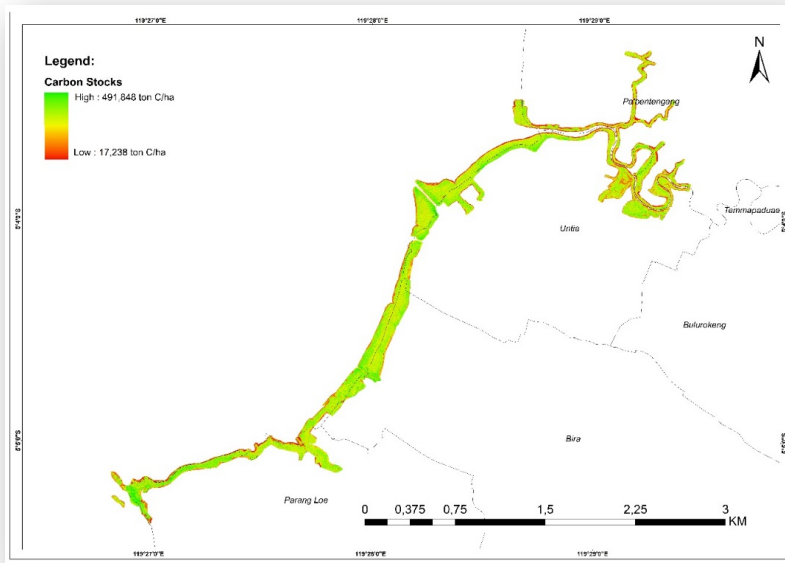 119°27'0"E 119°28'0"E 119°29'0"E
N
Legend:
Carbon Stocks
High : 491,848 ton C/ha
Low : 17,238 ton C/ha
Pa'bentengang
Temmapaduae
Untia
Bulurokeng
Bira
Parang Loe
0 0,375 0,75 1,5 2,25 3
KM
119°27'0"E 119°28'0"E 119°29'0"E